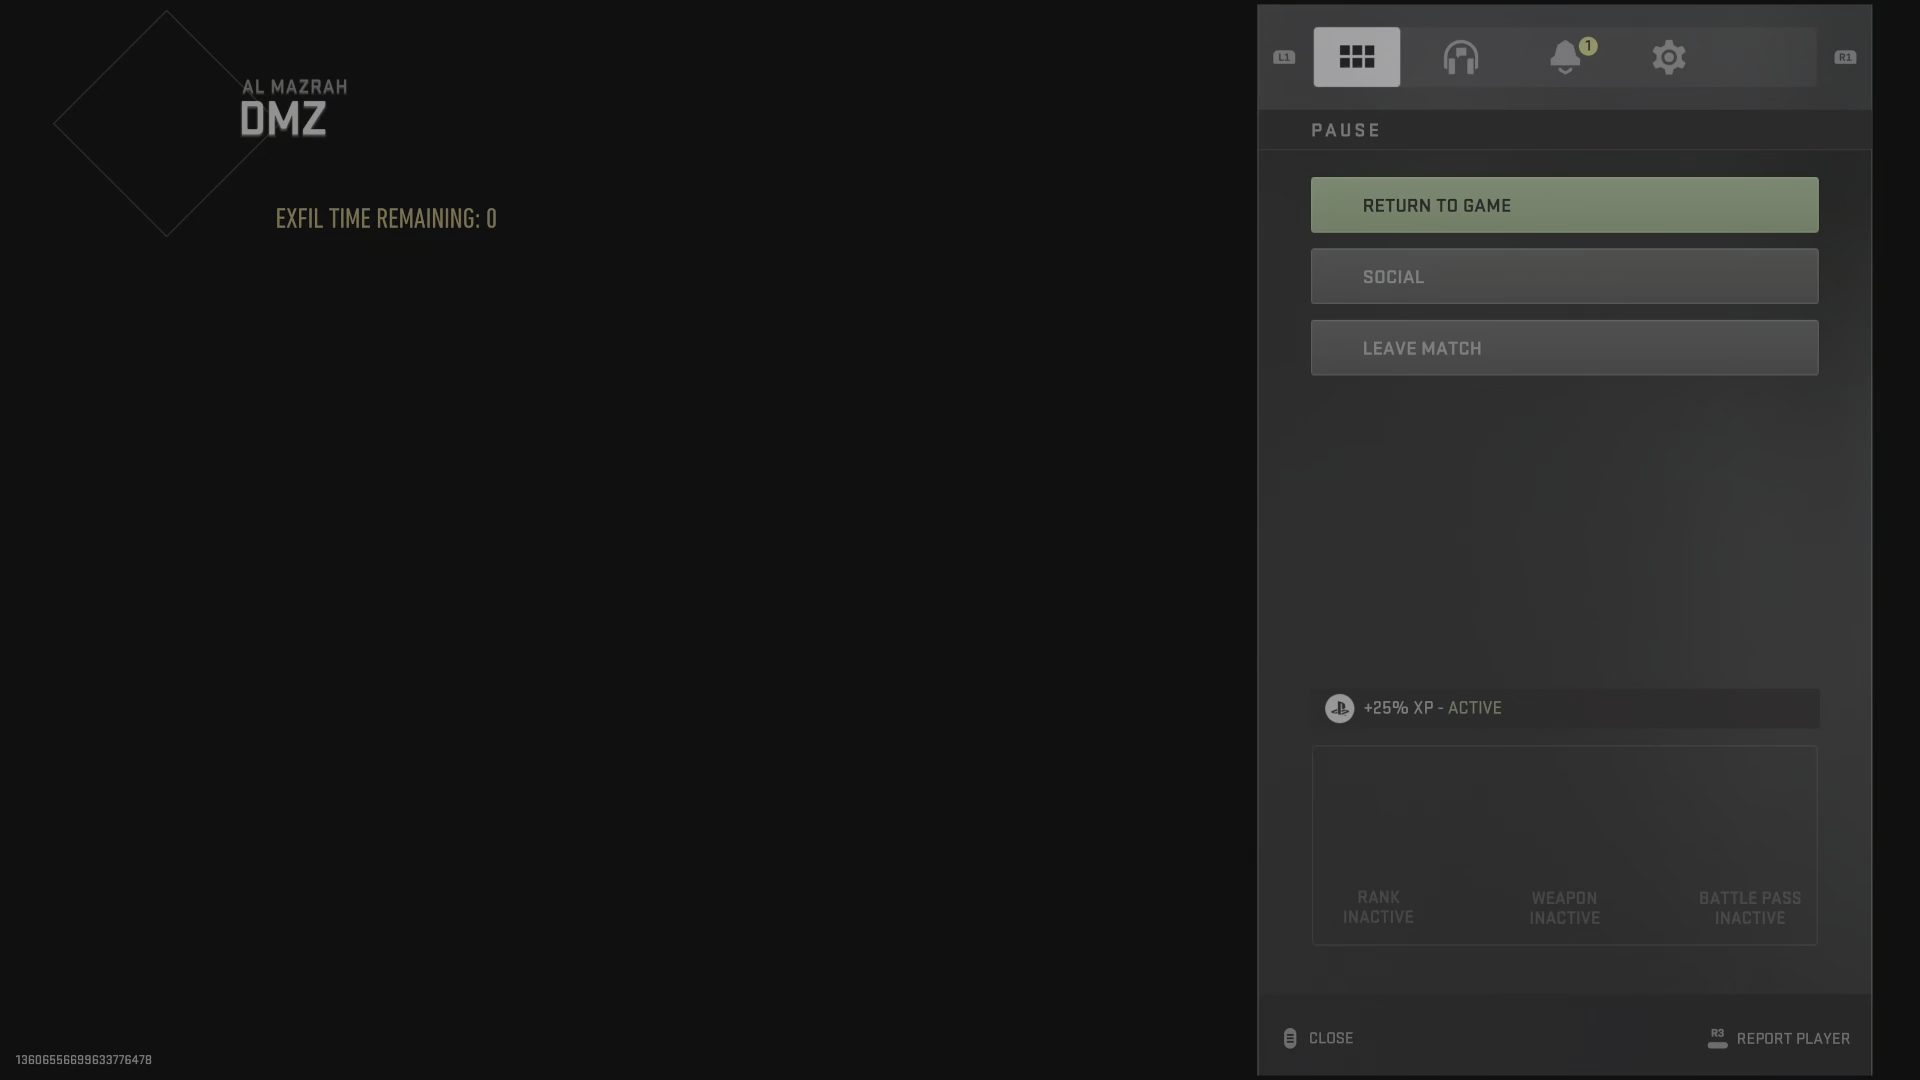 AL MAZRAH
DMZ
EXFIL TIME REMAINING: 0
L1
1
R1
PAUSE
RETURN TO GAME
SOCIAL
LEAVE MATCH
+25% XP - ACTIVE
RANK
INACTIVE
WEAPON
INACTIVE
BATTLE PASS
INACTIVE
CLOSE
R3
REPORT PLAYER
13606556699633776478